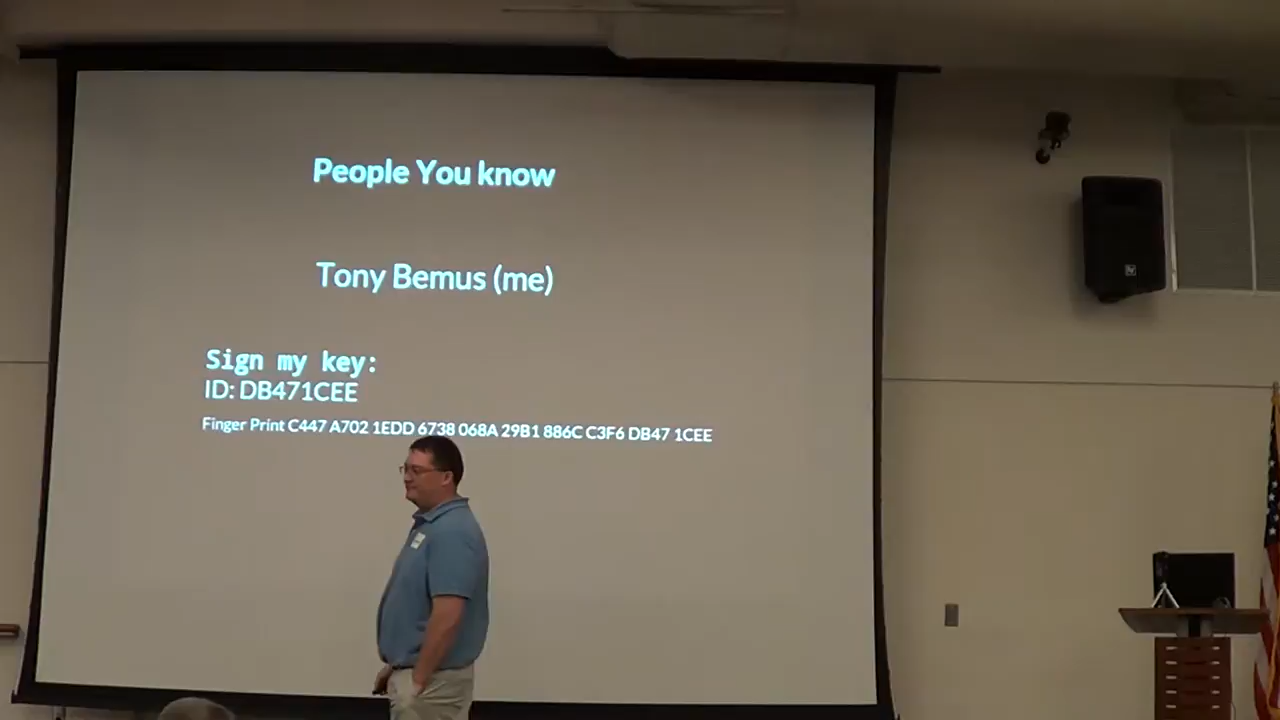 People You know
Tony Bemus (me)
Sign my key:
ID: DB471CEE
Finger Print C447 A702 1EDD 6738 068A 29B1 886C C3F6 DB47 1CEE